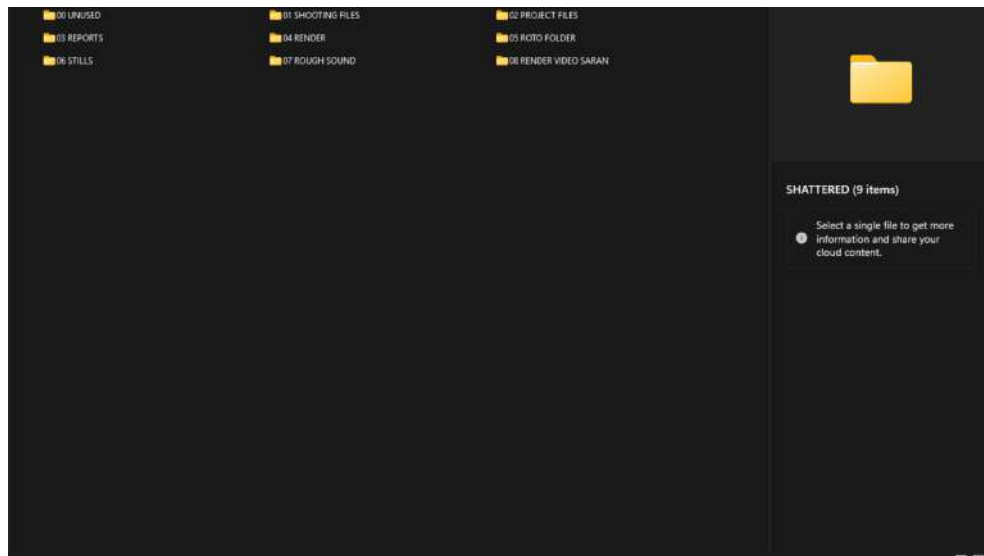 00 UNUSED
01 SHOOTING FILES
02 PROJECT FILES
03 REPORTS
04 RENDER
05 ROTO FOLDER
06 STILLS
07 ROUGH SOUND
08 RENDER VIDEO SARAN
SHATTERED (9 items)
Select a single file to get more
information and share your
cloud content.